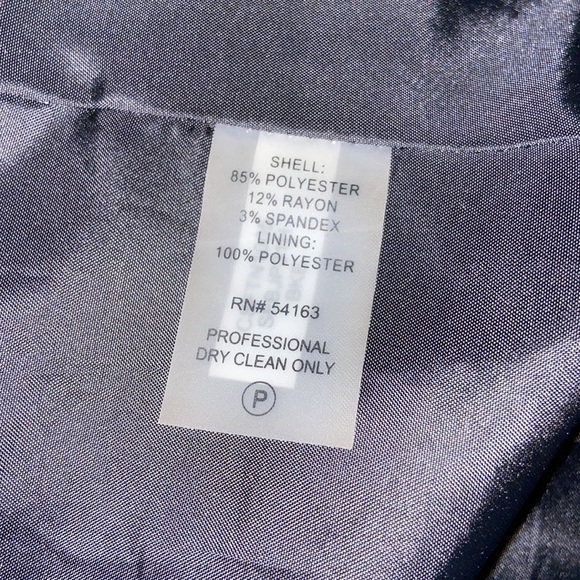 SHELL:
85% POLYESTER
12% RAYON
3% SPANDEX
LINING:
100% POLYESTER
RN# 54163
PROFESSIONAL
DRY CLEAN ONLY
P